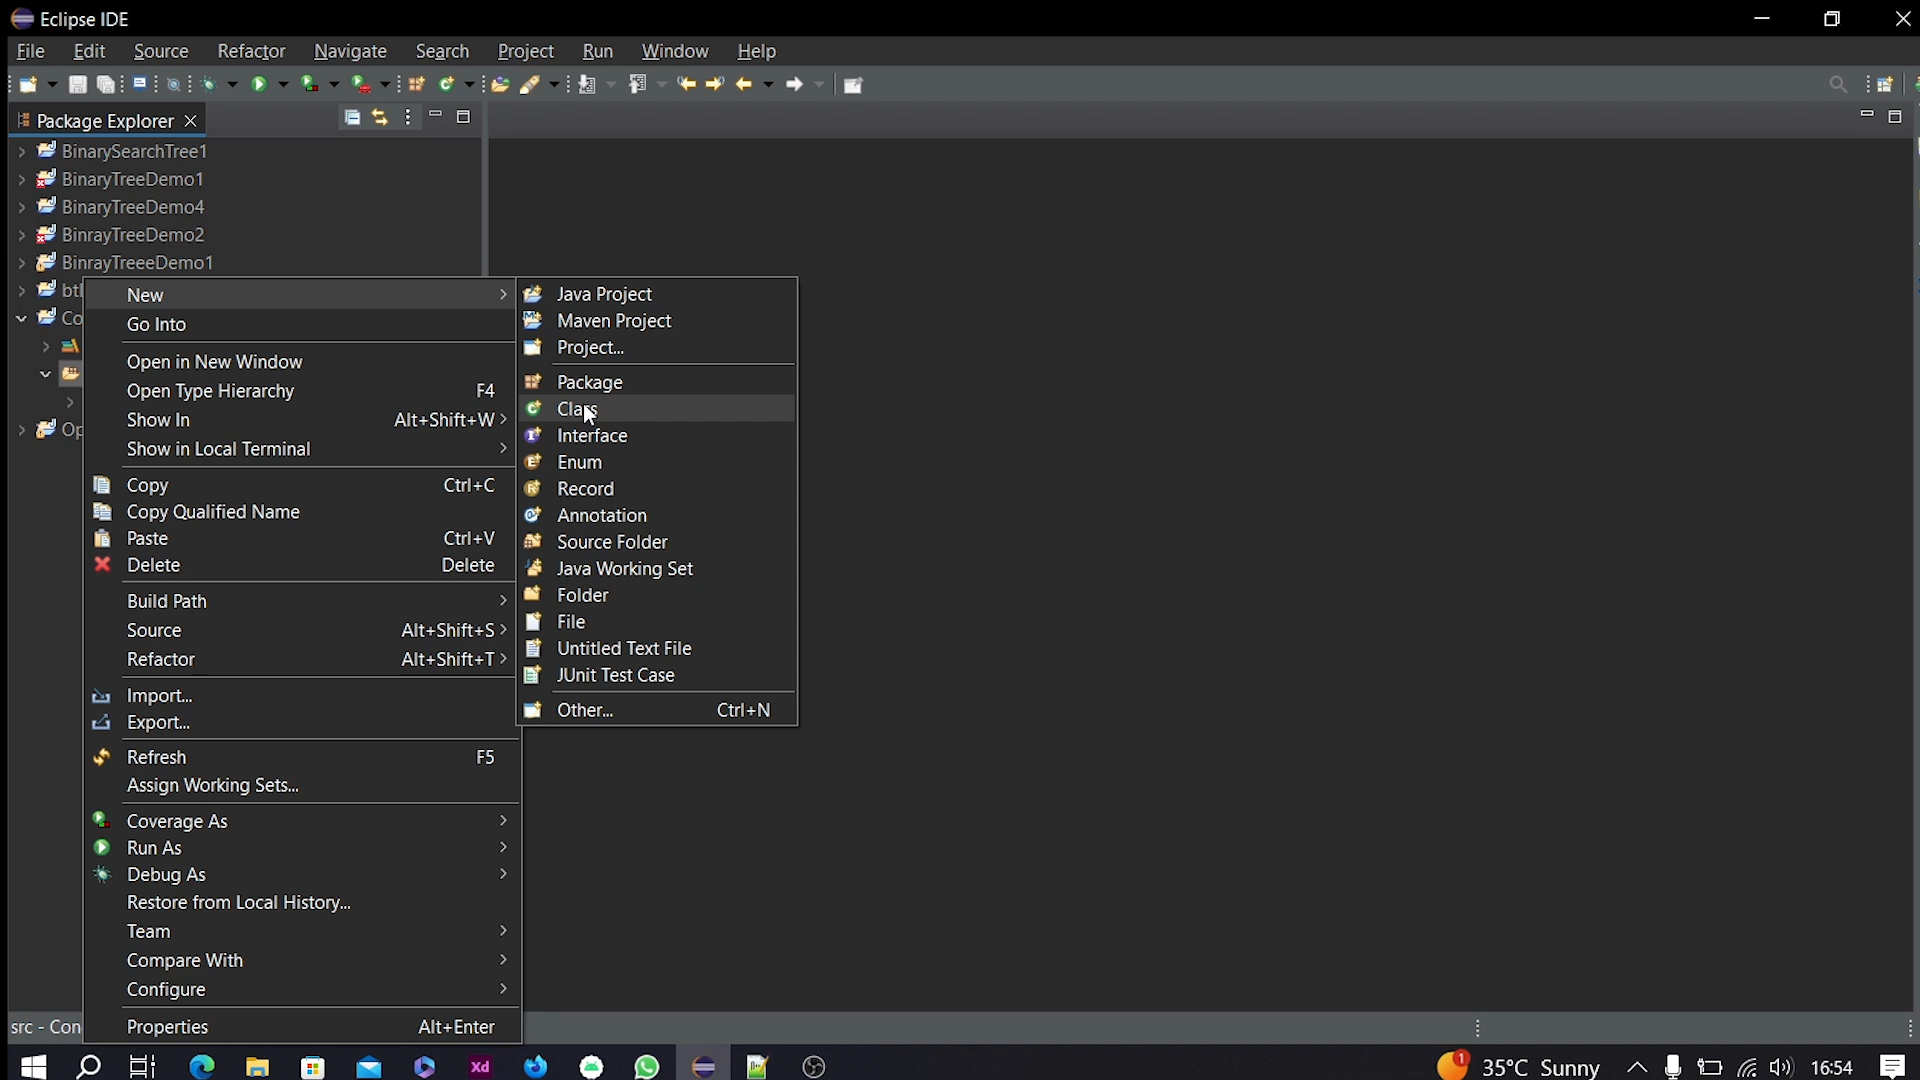 Eclipse IDE
File Edit Source Refactor Navigate Search Project Run Window Help
Package Explorer
BinarySearchTree1
BinaryTreeDemo1
BinaryTreeDemo4
BinrayTreeDemo2
BinrayTreeeDemo1
Co
Op
New
Go Into
Open in New Window
Open Type Hierarchy F4
Show In Alt+Shift+W
Show in Local Terminal
Copy Ctrl+C
Copy Qualified Name
Paste Ctrl+V
Delete Delete
Build Path
Source Alt+Shift+S
Refactor Alt+Shift+T
Import...
Export...
Refresh F5
Assign Working Sets...
Coverage As
Run As
Debug As
Restore from Local History...
Team
Compare With
Configure
Properties Alt+Enter
Java Project
Maven Project
Project...
Package
Class
Interface
Enum
Record
Annotation
Source Folder
Java Working Set
Folder
File
Untitled Text File
JUnit Test Case
Other... Ctrl+N
src - Con
Xd
1
35°C Sunny
16:54